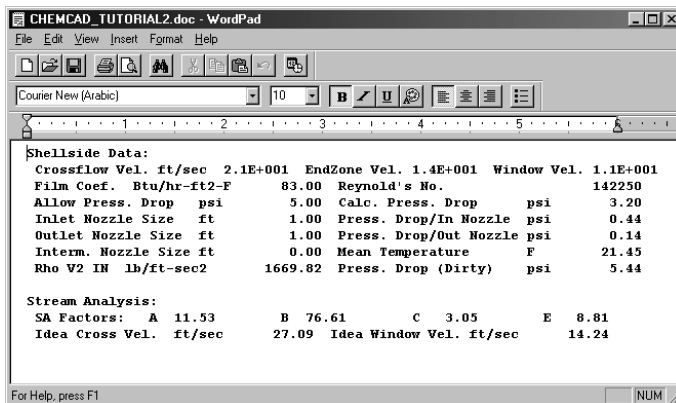 CHEMCAD_TUTORIAL2.doc - WordPad
File Edit View Insert Format Help
Courier New (Arabic) 10 B I U
1 2 3 4 5
Shellside Data:
Crossflow Vel. ft/sec 2.1E+001 EndZone Vel. 1.4E+001 Window Vel. 1.1E+001
Film Coef. Btu/hr-ft2-F 83.00 Reynold's No. 142250
Allow Press. Drop psi 5.00 Calc. Press. Drop psi 3.20
Inlet Nozzle Size ft 1.00 Press. Drop/In Nozzle psi 0.44
Outlet Nozzle Size ft 1.00 Press. Drop/Out Nozzle psi 0.14
Interm. Nozzle Size ft 0.00 Mean Temperature F 21.45
Rho V2 IN lb/ft-sec2 1669.82 Press. Drop (Dirty) psi 5.44
Stream Analysis:
SA Factors: A 11.53 B 76.61 C 3.05 E 8.81
Idea Cross Vel. ft/sec 27.09 Idea Window Vel. ft/sec 14.24
For Help, press F1 NUM